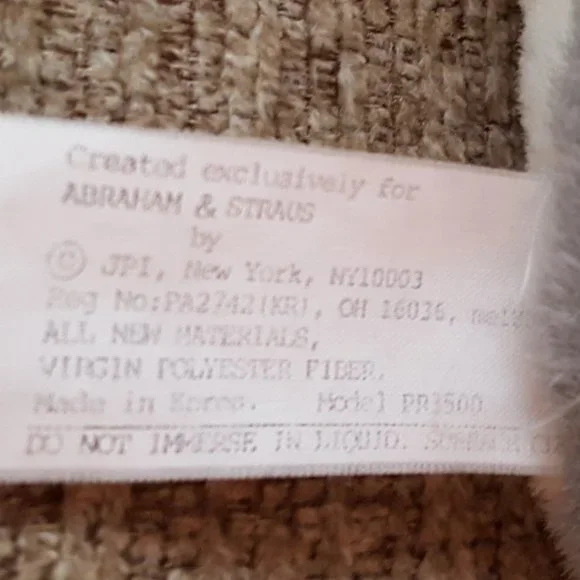 Created exclusively for
ABRAHAM & STRAUS
by
© JPI, New York, NY10003
Reg No:PA2742(KR), OH 16036,
ALL NEW MATERIALS,
VIRGIN POLYESTER FIBER.
Made in Korea. Model PR3500
DO NOT IMMERSE IN LIQUID. SURFACE